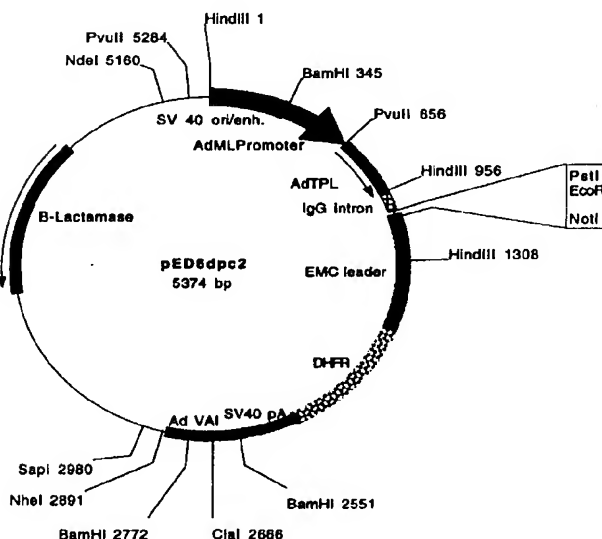 HindIII 1
PvuII 5284
NdeI 5160
BamHI 345
SV 40 ori/enh.
AdMLPromoter
PvuII 856
AdTPL
HindIII 956
IgG Intron
PstI
EcoR
NotI
B-Lactamase
pED6dpc2
5374 bp
EMC leader
HindIII 1308
DHFR
SV40 pA
Ad VAI
SapI 2980
NheI 2891
BamHI 2772
ClaI 2686
BamHI 2551